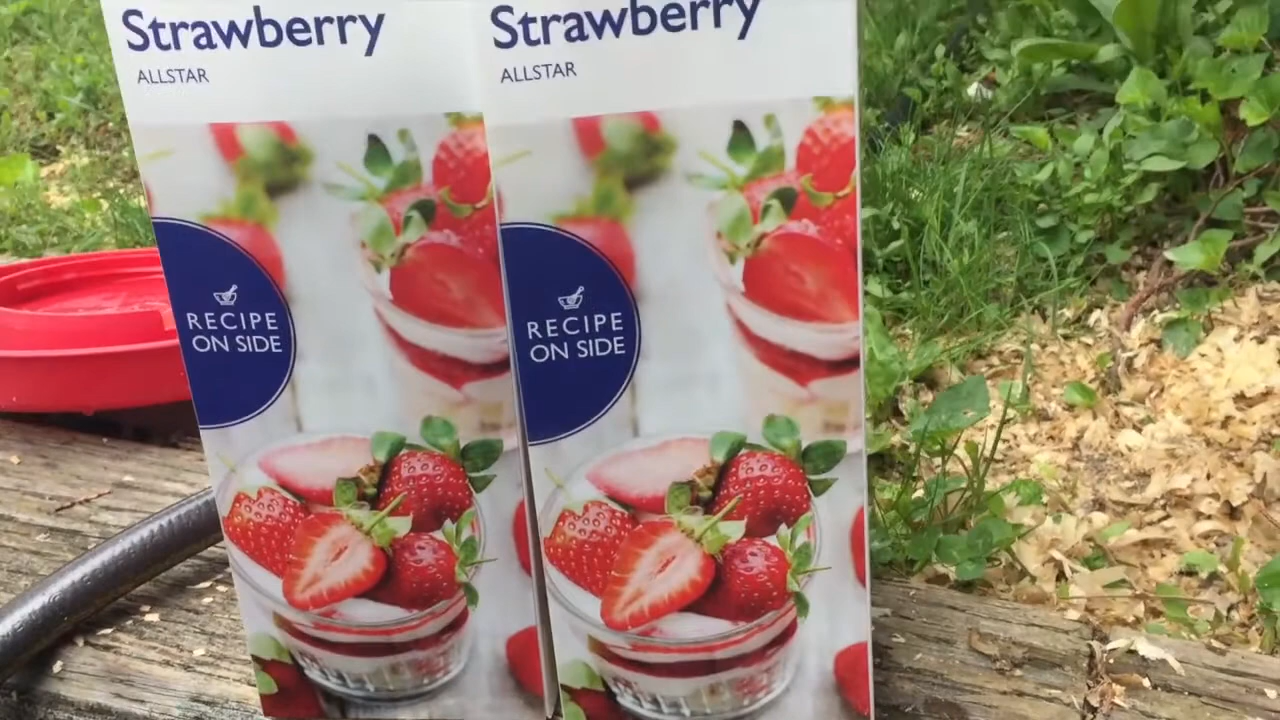 Strawberry
ALLSTAR
RECIPE
ON SIDE
Strawberry
ALLSTAR
RECIPE
ON SIDE